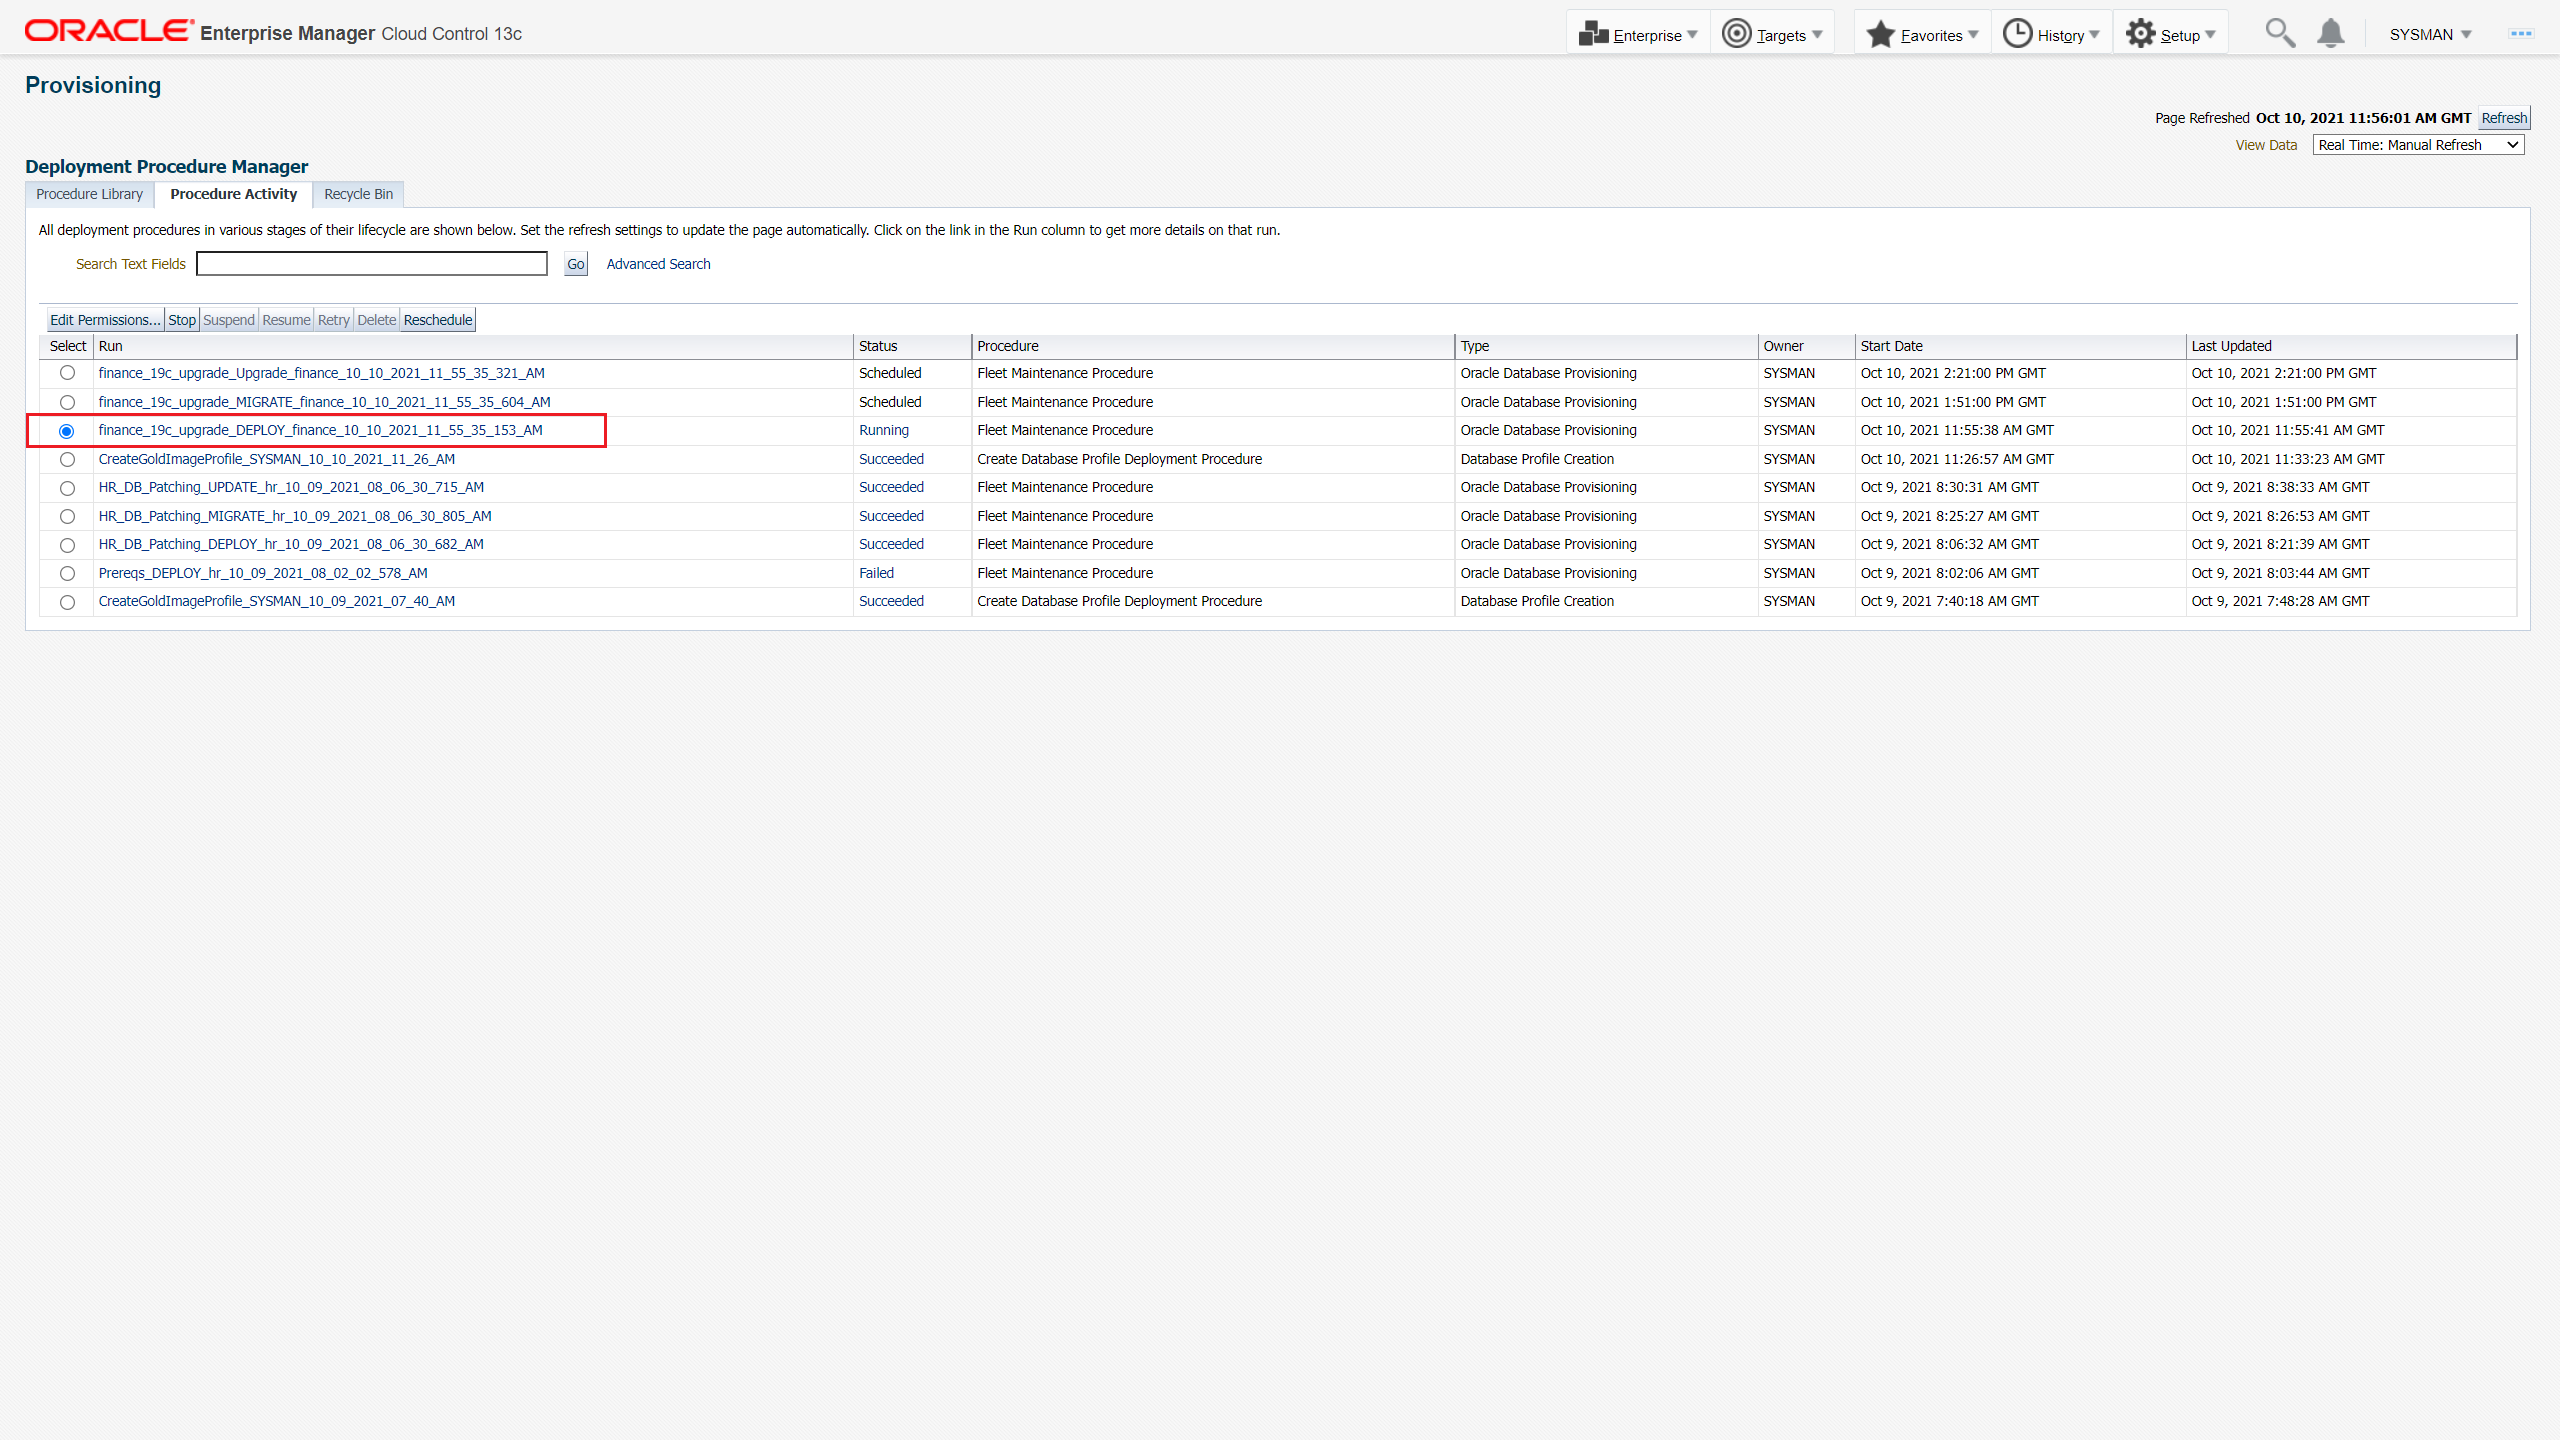 ORACLE Enterprise Manager Cloud Control 13c Enterprise Targets Favorites History Setup SYSMAN
Provisioning
Page Refreshed Oct 10, 2021 11:56:01 AM GMT Refresh
View Data Real Time: Manual Refresh
Deployment Procedure Manager
Procedure Library Procedure Activity Recycle Bin
All deployment procedures in various stages of their lifecycle are shown below. Set the refresh settings to update the page automatically. Click on the link in the Run column to get more details on that run.
Search Text Fields Go Advanced Search
Edit Permissions... Stop Suspend Resume Retry Delete Reschedule
Select Run Status Procedure Type Owner Start Date Last Updated
finance_19c_upgrade_Upgrade_finance_10_10_2021_11_55_35_321_AM Scheduled Fleet Maintenance Procedure Oracle Database Provisioning SYSMAN Oct 10, 2021 2:21:00 PM GMT Oct 10, 2021 2:21:00 PM GMT
finance_19c_upgrade_MIGRATE_finance_10_10_2021_11_55_35_604_AM Scheduled Fleet Maintenance Procedure Oracle Database Provisioning SYSMAN Oct 10, 2021 1:51:00 PM GMT Oct 10, 2021 1:51:00 PM GMT
finance_19c_upgrade_DEPLOY_finance_10_10_2021_11_55_35_153_AM Running Fleet Maintenance Procedure Oracle Database Provisioning SYSMAN Oct 10, 2021 11:55:38 AM GMT Oct 10, 2021 11:55:41 AM GMT
CreateGoldImageProfile_SYSMAN_10_10_2021_11_26_AM Succeeded Create Database Profile Deployment Procedure Database Profile Creation SYSMAN Oct 10, 2021 11:26:57 AM GMT Oct 10, 2021 11:33:23 AM GMT
HR_DB_Patching_UPDATE_hr_10_09_2021_08_06_30_715_AM Succeeded Fleet Maintenance Procedure Oracle Database Provisioning SYSMAN Oct 9, 2021 8:30:31 AM GMT Oct 9, 2021 8:38:33 AM GMT
HR_DB_Patching_MIGRATE_hr_10_09_2021_08_06_30_805_AM Succeeded Fleet Maintenance Procedure Oracle Database Provisioning SYSMAN Oct 9, 2021 8:25:27 AM GMT Oct 9, 2021 8:26:53 AM GMT
HR_DB_Patching_DEPLOY_hr_10_09_2021_08_06_30_682_AM Succeeded Fleet Maintenance Procedure Oracle Database Provisioning SYSMAN Oct 9, 2021 8:06:32 AM GMT Oct 9, 2021 8:21:39 AM GMT
Prereqs_DEPLOY_hr_10_09_2021_08_02_02_578_AM Failed Fleet Maintenance Procedure Oracle Database Provisioning SYSMAN Oct 9, 2021 8:02:06 AM GMT Oct 9, 2021 8:03:44 AM GMT
CreateGoldImageProfile_SYSMAN_10_09_2021_07_40_AM Succeeded Create Database Profile Deployment Procedure Database Profile Creation SYSMAN Oct 9, 2021 7:40:18 AM GMT Oct 9, 2021 7:48:28 AM GMT